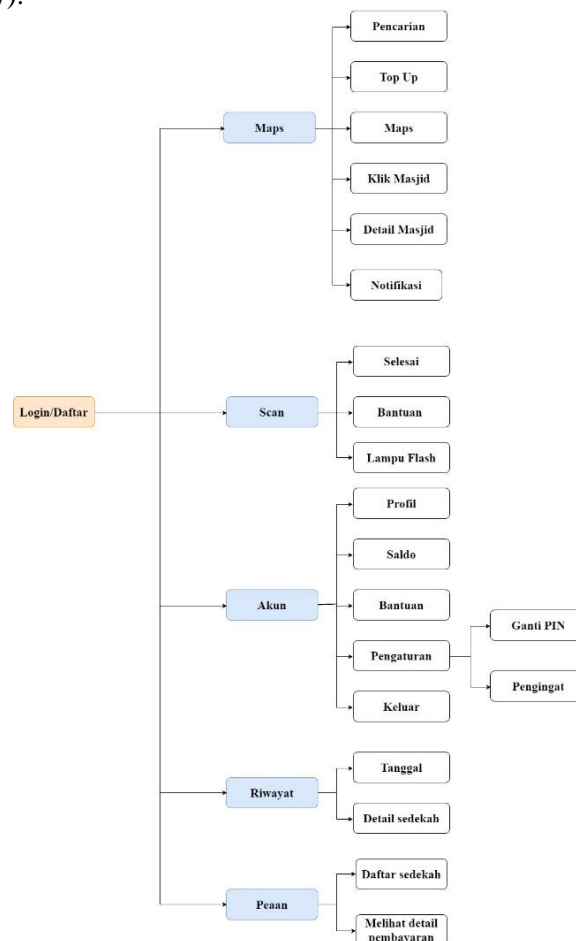 y).
Pencarian
Top Up
Maps
Maps
Klik Masjid
Detail Masjid
Notifikasi
Selesai
Login/Daftar
Scan
Bantuan
Lampu Flash
Profil
Saldo
Akun
Bantuan
Ganti PIN
Pengaturan
Pengingat
Keluar
Tanggal
Riwayat
Detail sedekah
Daftar sedekah
Peaan
Melihat detail
pembayaran